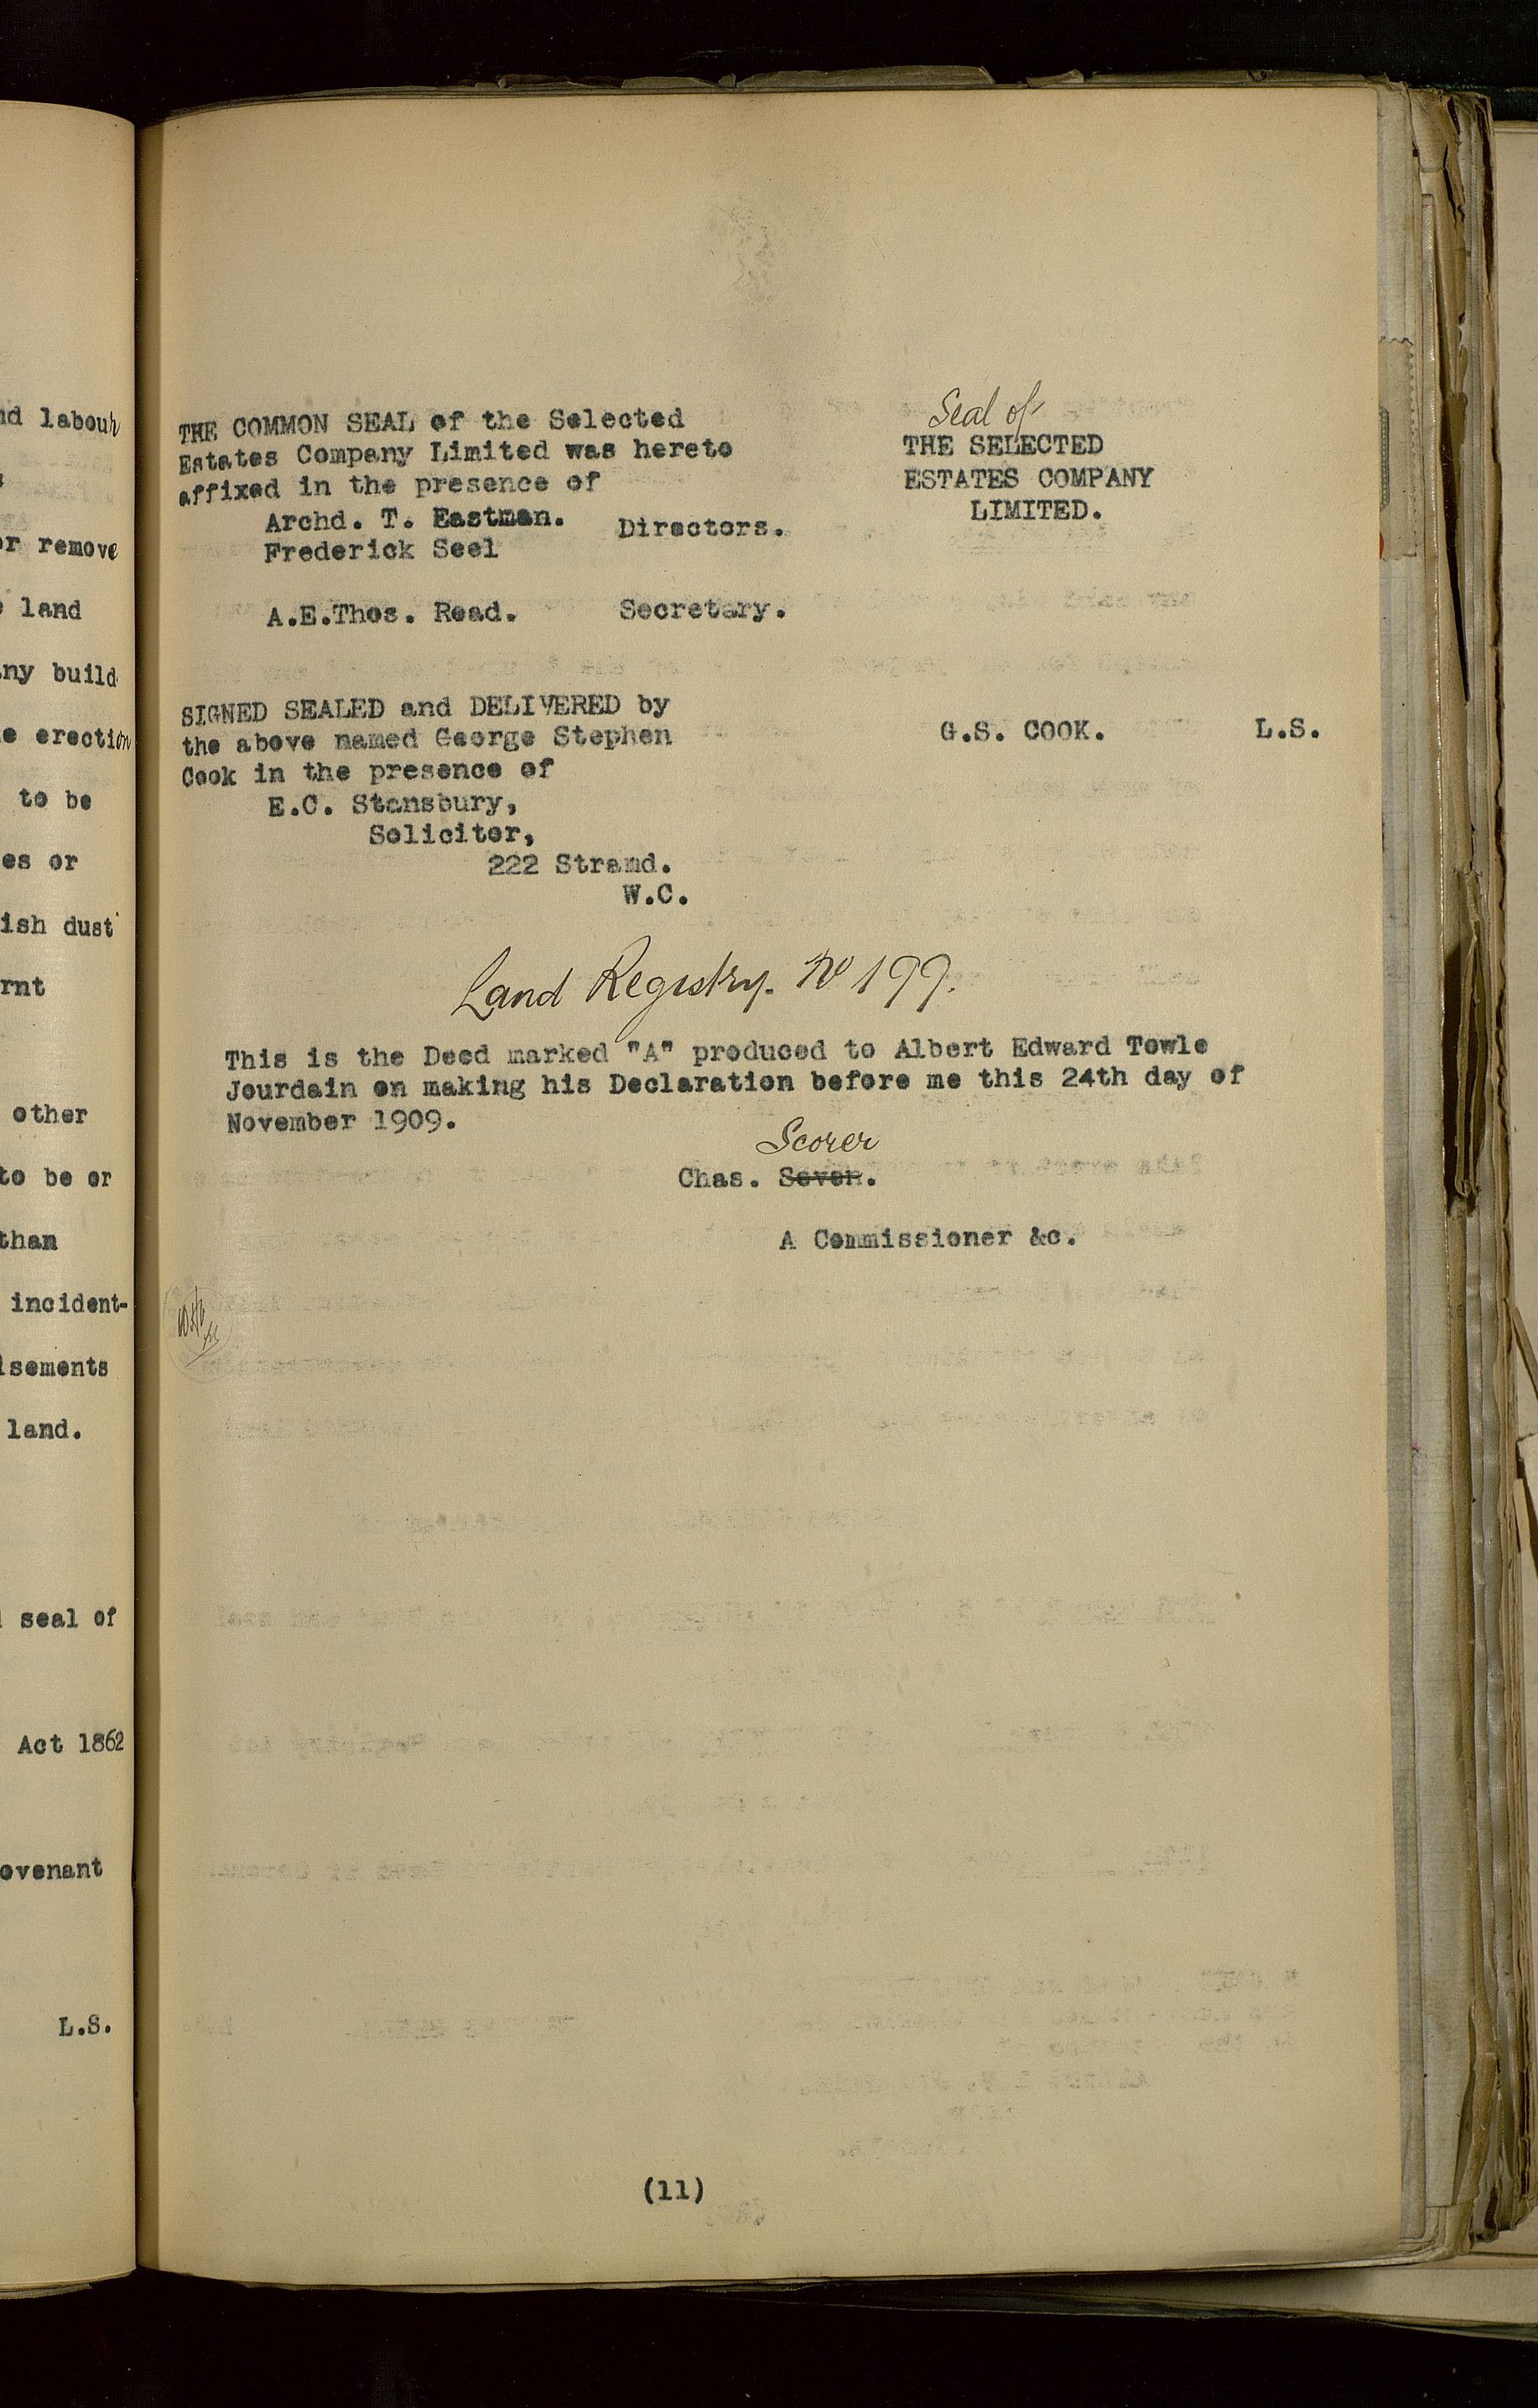 nd labour
or remove
land
ny build
e erection
to be
es or
ish dust
rnt
other
to be or
than
incident-
isements
land.
seal of
Act 1862
ovenant
L.S.
THE COMMON SEAL of the Selected
Estates Company Limited was hereto
affixed in the presence of
Archd. T. Eastman.
Frederick Seel
Directors.
A.E.Thos. Read. Secretary.
Seal of
THE SELECTED
ESTATES COMPANY
LIMITED.
SIGNED SEALED and DELIVERED by
the above named George Stephen
Cook in the presence of
E.C. Stansbury,
Solicitor,
222 Strand.
W.C.
G.S. COOK. L.S.
Land Registry. No 199.
This is the Deed marked "A" produced to Albert Edward Towle
Jourdain on making his Declaration before me this 24th day of
November 1909.
Scorer
Chas. Seven.
A Commissioner &c.
(11)